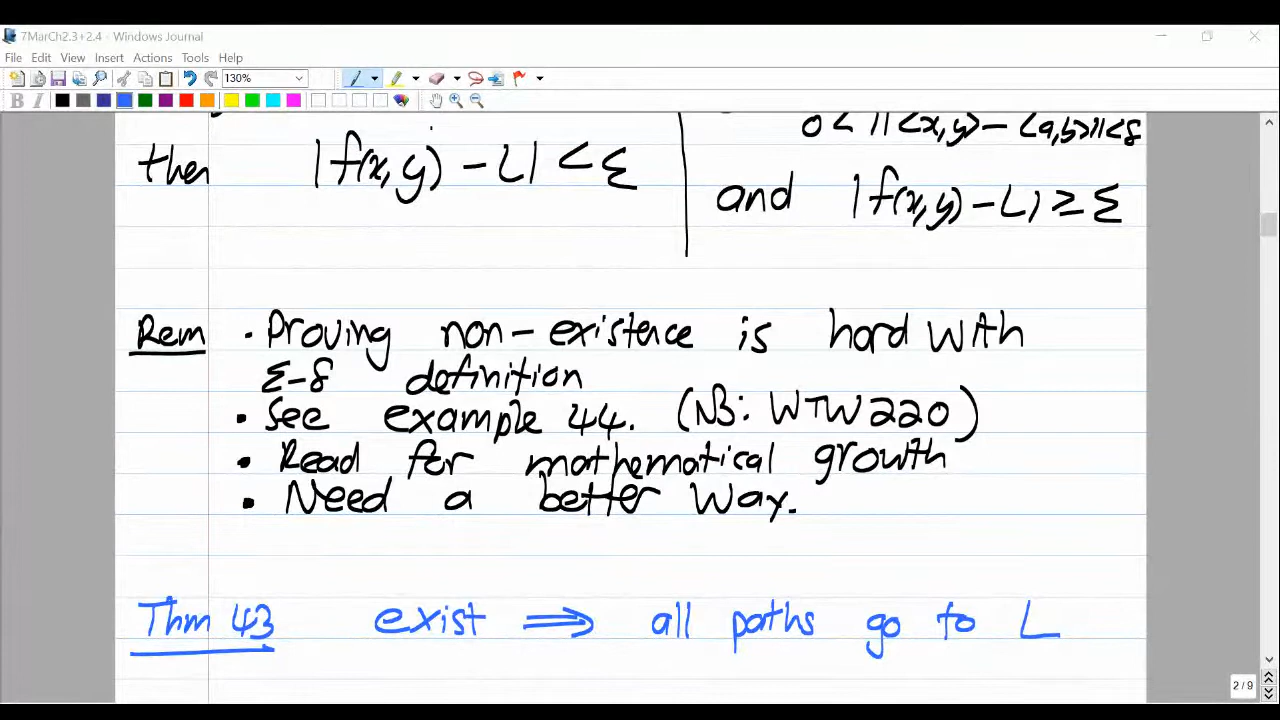 7MarCh2.3+2.4 - Windows Journal
File Edit View Insert Actions Tools Help
130%
B I
0 < ||<x,y> - <a,b>|| < δ
then |f(x,y) - L| < ε
and |f(x,y) - L| ≥ ε
Rem • Proving non-existence is hard with
ε-δ definition
• See example 44. (NB: WTW220)
• Read for mathematical growth
• Need a better way.
Thm 43 exist ⟹ all paths go to L
2 / 9